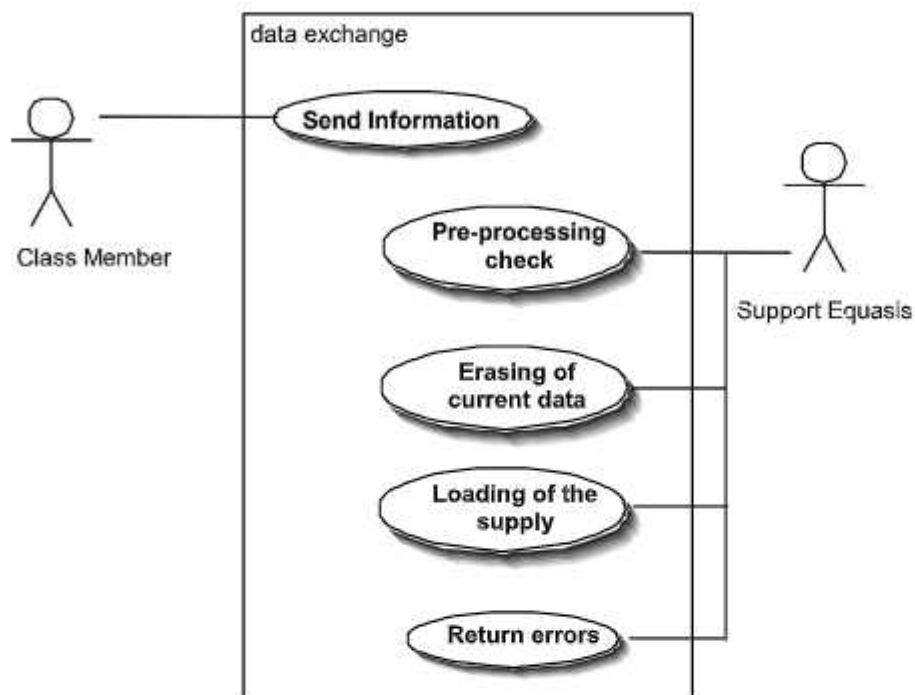 data exchange
Send Information
Class Member
Pre-processing
check
Support Equasis
Erasing of
current data
Loading of the
supply
Return errors